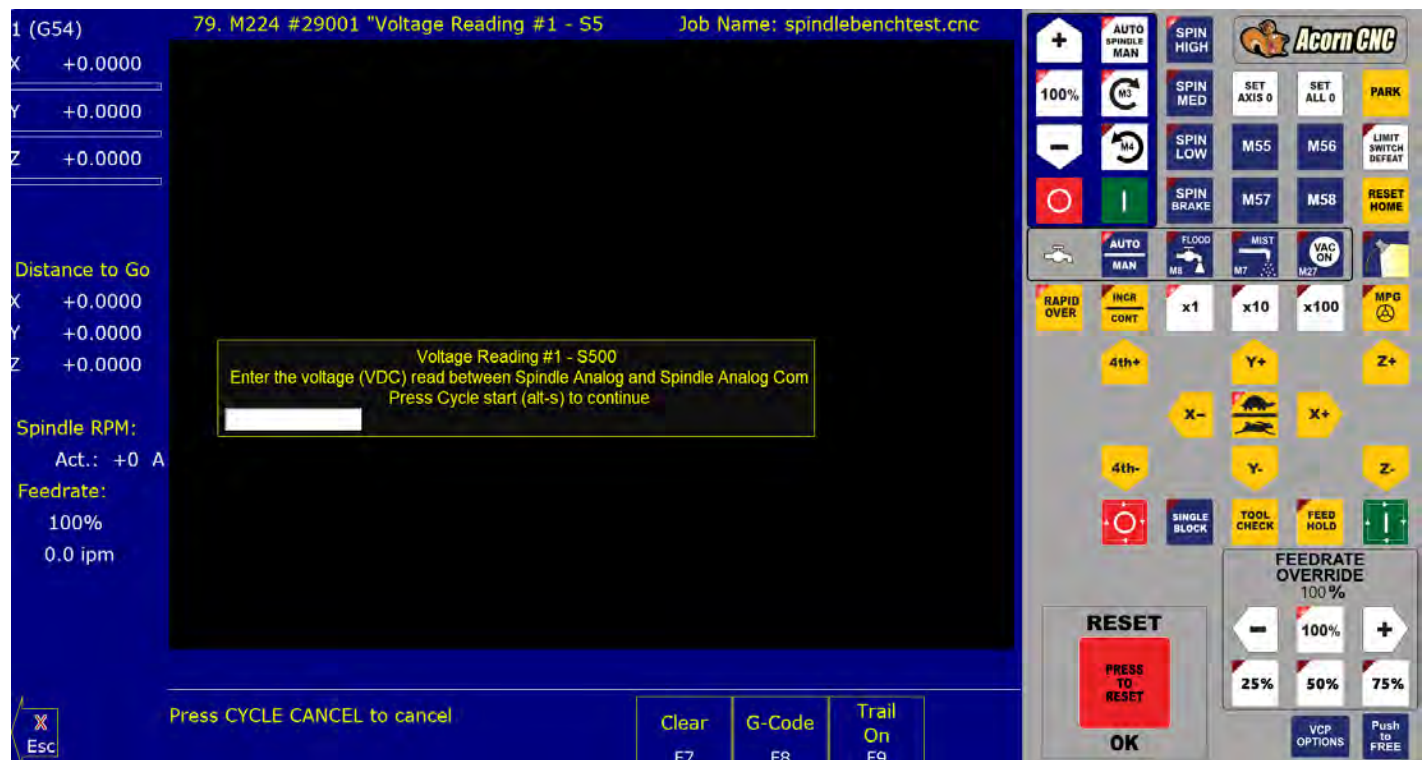 1 (G54)
X +0.0000
Y +0.0000
Z +0.0000
Distance to Go
X +0.0000
Y +0.0000
Z +0.0000
Spindle RPM:
Act.: +0 A
Feedrate:
100%
0.0 ipm
X
Esc
79. M224 #29001 "Voltage Reading #1 - S5
Job Name: spindlebenchtest.cnc
Voltage Reading #1 - S500
Enter the voltage (VDC) read between Spindle Analog and Spindle Analog Com
Press Cycle start (alt-s) to continue
Press CYCLE CANCEL to cancel
Clear
F7
G-Code
F8
Trail
On
F9
+
AUTO
SPINDLE
MAN
SPIN
HIGH
Acorn CNC
100%
M3
SPIN
MED
SET
AXIS 0
SET
ALL 0
PARK
-
M4
SPIN
LOW
M55
M56
LIMIT
SWITCH
DEFEAT
SPIN
BRAKE
M57
M58
RESET
HOME
AUTO
MAN
FLOOD
M8
MIST
M7
VAC
ON
M27
RAPID
OVER
INCR
CONT
x1
x10
x100
MPG
4th+
Y+
Z+
X-
X+
4th-
Y-
Z-
SINGLE
BLOCK
TOOL
CHECK
FEED
HOLD
FEEDRATE
OVERRIDE
100%
-
100%
+
25%
50%
75%
RESET
PRESS
TO
RESET
OK
VCP
OPTIONS
Push
to
FREE